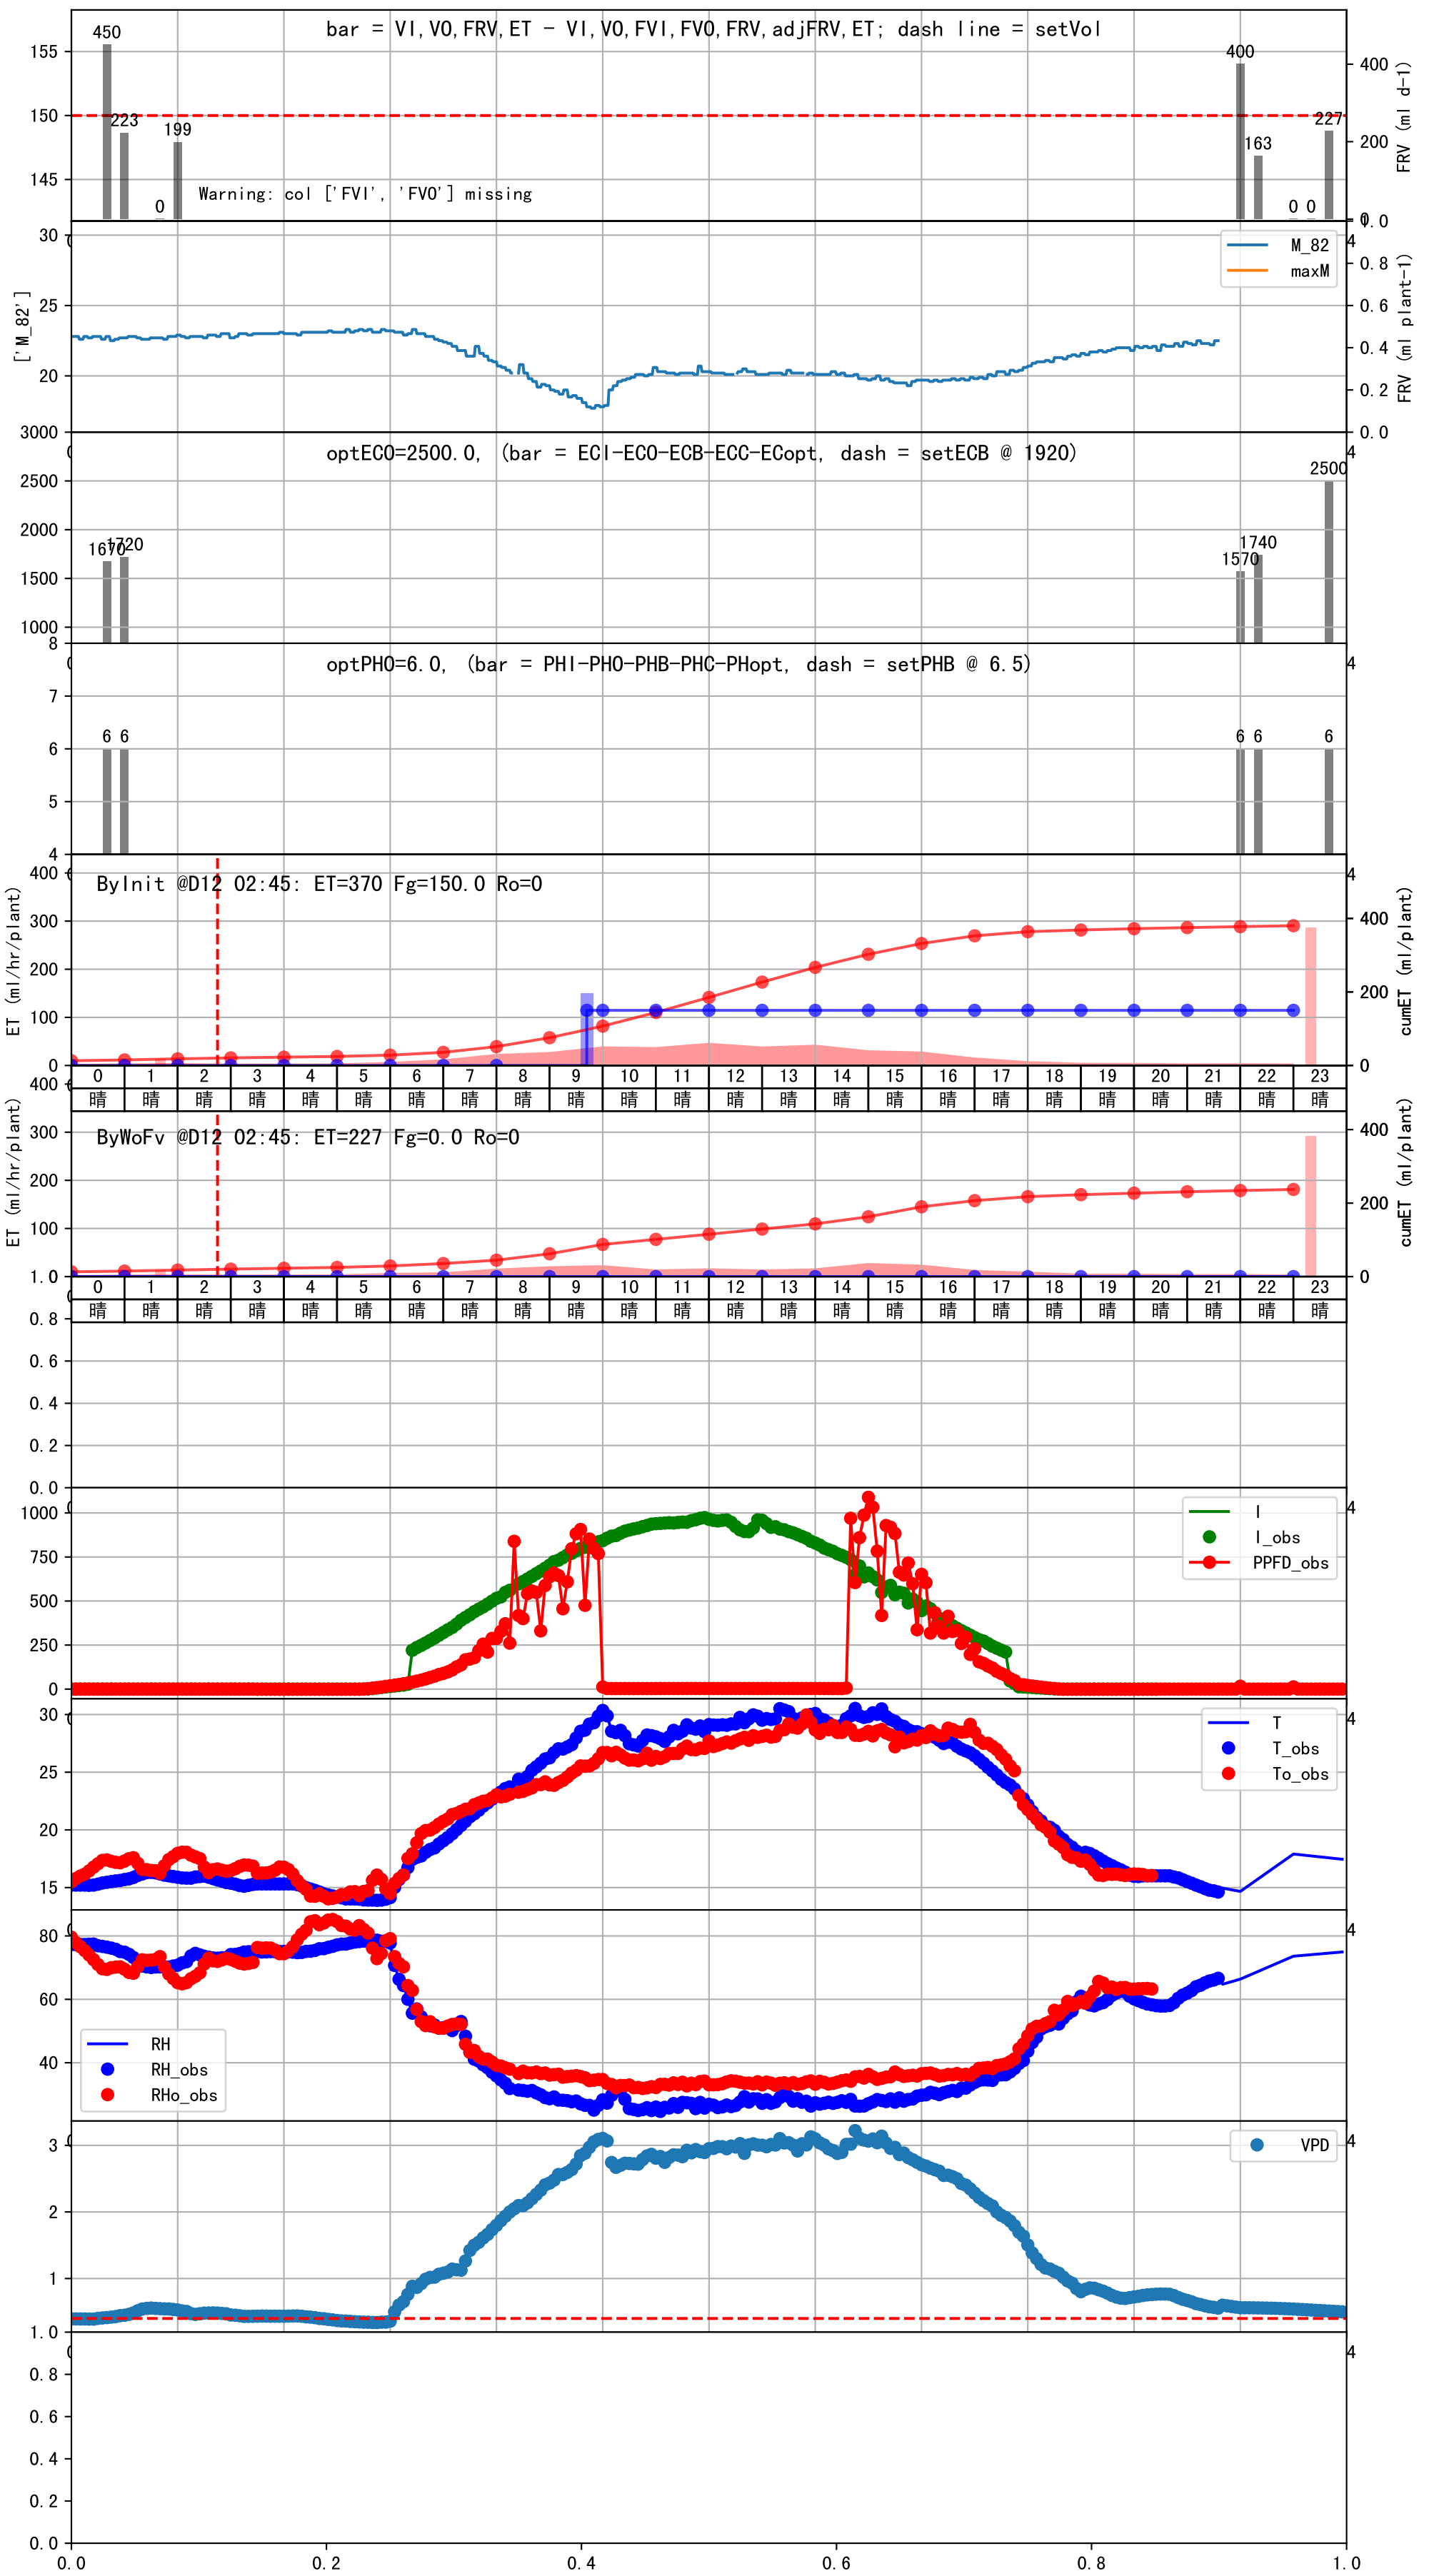 bar = VI,VO,FRV,ET - VI,VO,FVI,FVO,FRV,adjFRV,ET; dash line = setVol
450
223
0
199
400
163
0 0
227
155
150
145
400
200
0
FRV (ml d-1)
Warning: col ['FVI', 'FVO'] missing
M_82
maxM
30
25
20
['M_82']
1.0
0.8
0.6
0.4
0.2
0.0
FRV (ml plant-1)
optECO=2500.0, (bar = ECI-ECO-ECB-ECC-ECopt, dash = setECB @ 1920)
3000
2500
2000
1500
1000
1670
1720
1570
1740
2500
optPHO=6.0, (bar = PHI-PHO-PHB-PHC-PHopt, dash = setPHB @ 6.5)
8
7
6
5
4
6 6
6 6
6
ByInit @D12 02:45: ET=370 Fg=150.0 Ro=0
400
300
200
100
0
ET (ml/hr/plant)
400
200
0
cumET (ml/plant)
0 1 2 3 4 5 6 7 8 9 10 11 12 13 14 15 16 17 18 19 20 21 22 23
晴 晴 晴 晴 晴 晴 晴 晴 晴 晴 晴 晴 晴 晴 晴 晴 晴 晴 晴 晴 晴 晴 晴 晴
ByWoFv @D12 02:45: ET=227 Fg=0.0 Ro=0
400
300
200
100
ET (ml/hr/plant)
400
200
0
cumET (ml/plant)
0 1 2 3 4 5 6 7 8 9 10 11 12 13 14 15 16 17 18 19 20 21 22 23
晴 晴 晴 晴 晴 晴 晴 晴 晴 晴 晴 晴 晴 晴 晴 晴 晴 晴 晴 晴 晴 晴 晴 晴
1.0
0.8
0.6
0.4
0.2
0.0
I
I_obs
PPFD_obs
1000
750
500
250
0
T
T_obs
To_obs
30
25
20
15
80
60
40
RH
RH_obs
RHo_obs
VPD
3
2
1
1.0
0.8
0.6
0.4
0.2
0.0
0.0 0.2 0.4 0.6 0.8 1.0